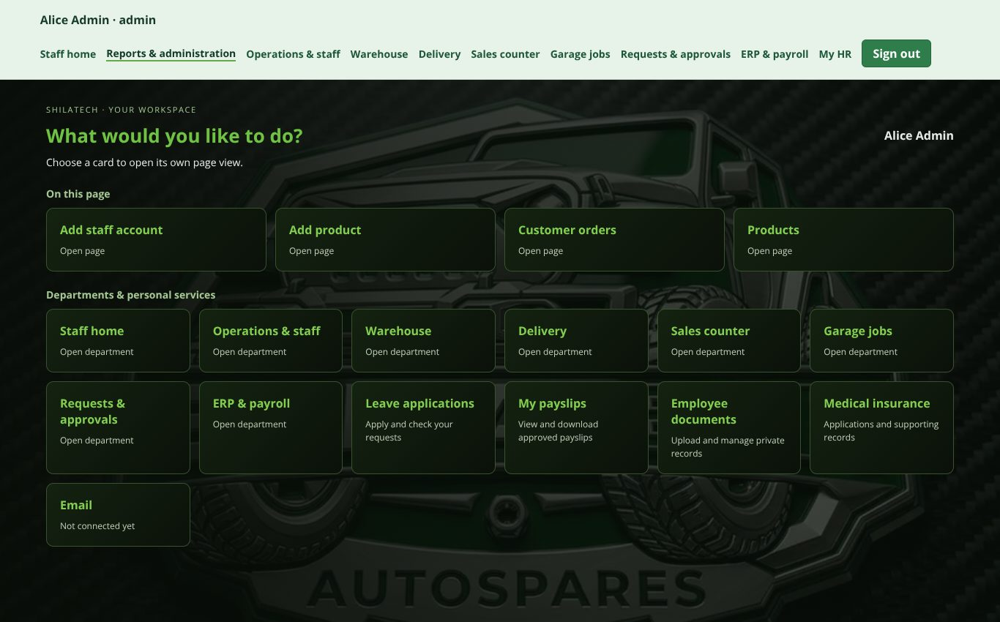 Alice Admin · admin
Staff home Reports & administration Operations & staff Warehouse Delivery Sales counter Garage jobs Requests & approvals ERP & payroll My HR Sign out
SHILATECH · YOUR WORKSPACE
What would you like to do?
Alice Admin
Choose a card to open its own page view.
On this page
Add staff account
Open page
Add product
Open page
Customer orders
Open page
Products
Open page
Departments & personal services
Staff home
Open department
Operations & staff
Open department
Warehouse
Open department
Delivery
Open department
Sales counter
Open department
Garage jobs
Open department
Requests &
approvals
Open department
ERP & payroll
Open department
Leave applications
Apply and check your
requests
My payslips
View and download
approved payslips
Employee
documents
Upload and manage private
records
Medical insurance
Applications and supporting
records
Email
Not connected yet
AUTOSPARES